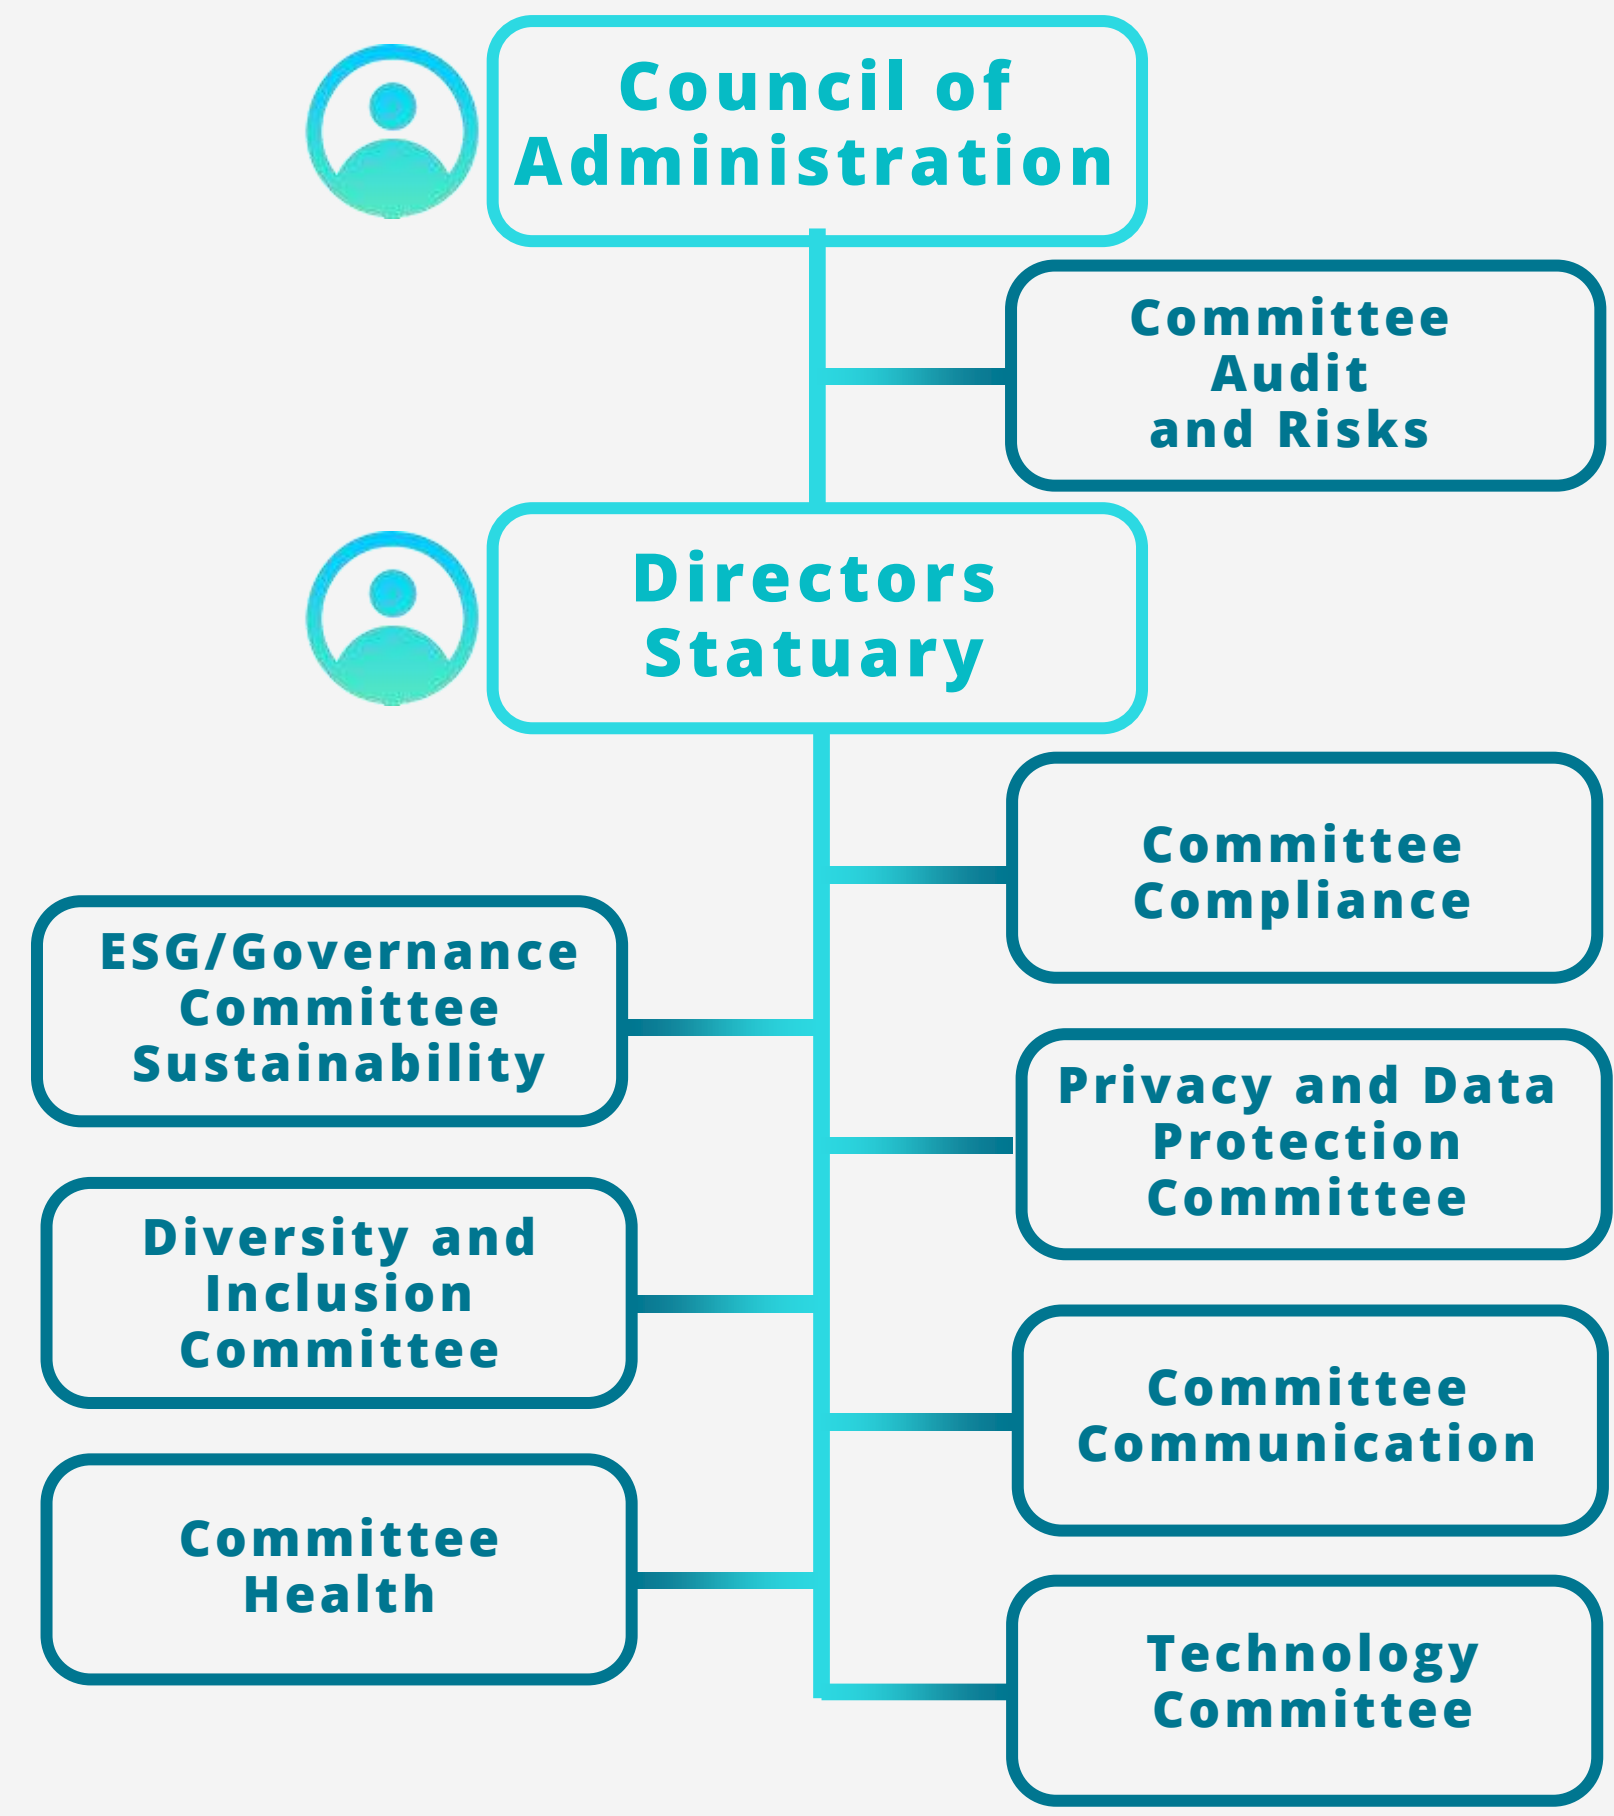 Council of
Administration
Committee
Audit
and Risks
Directors
Statuary
Committee
Compliance
ESG/Governance
Committee
Sustainability
Privacy and Data
Protection
Committee
Diversity and
Inclusion
Committee
Committee
Communication
Committee
Health
Technology
Committee